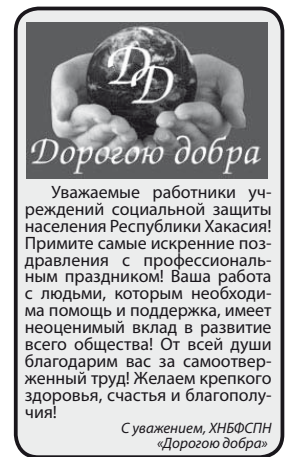 ДД
Дорогою добра
Уважаемые работники уч-
реждений социальной защиты
населения Республики Хакасия!
Примите самые искренние поз-
дравления с профессиональ-
ным праздником! Ваша работа
с людьми, которым необходи-
ма помощь и поддержка, имеет
неоценимый вклад в развитие
всего общества! От всей души
благодарим вас за самоотвер-
женный труд! Желаем крепкого
здоровья, счастья и благополу-
чия!
С уважением, ХНБФСПН
«Дорогою добра»